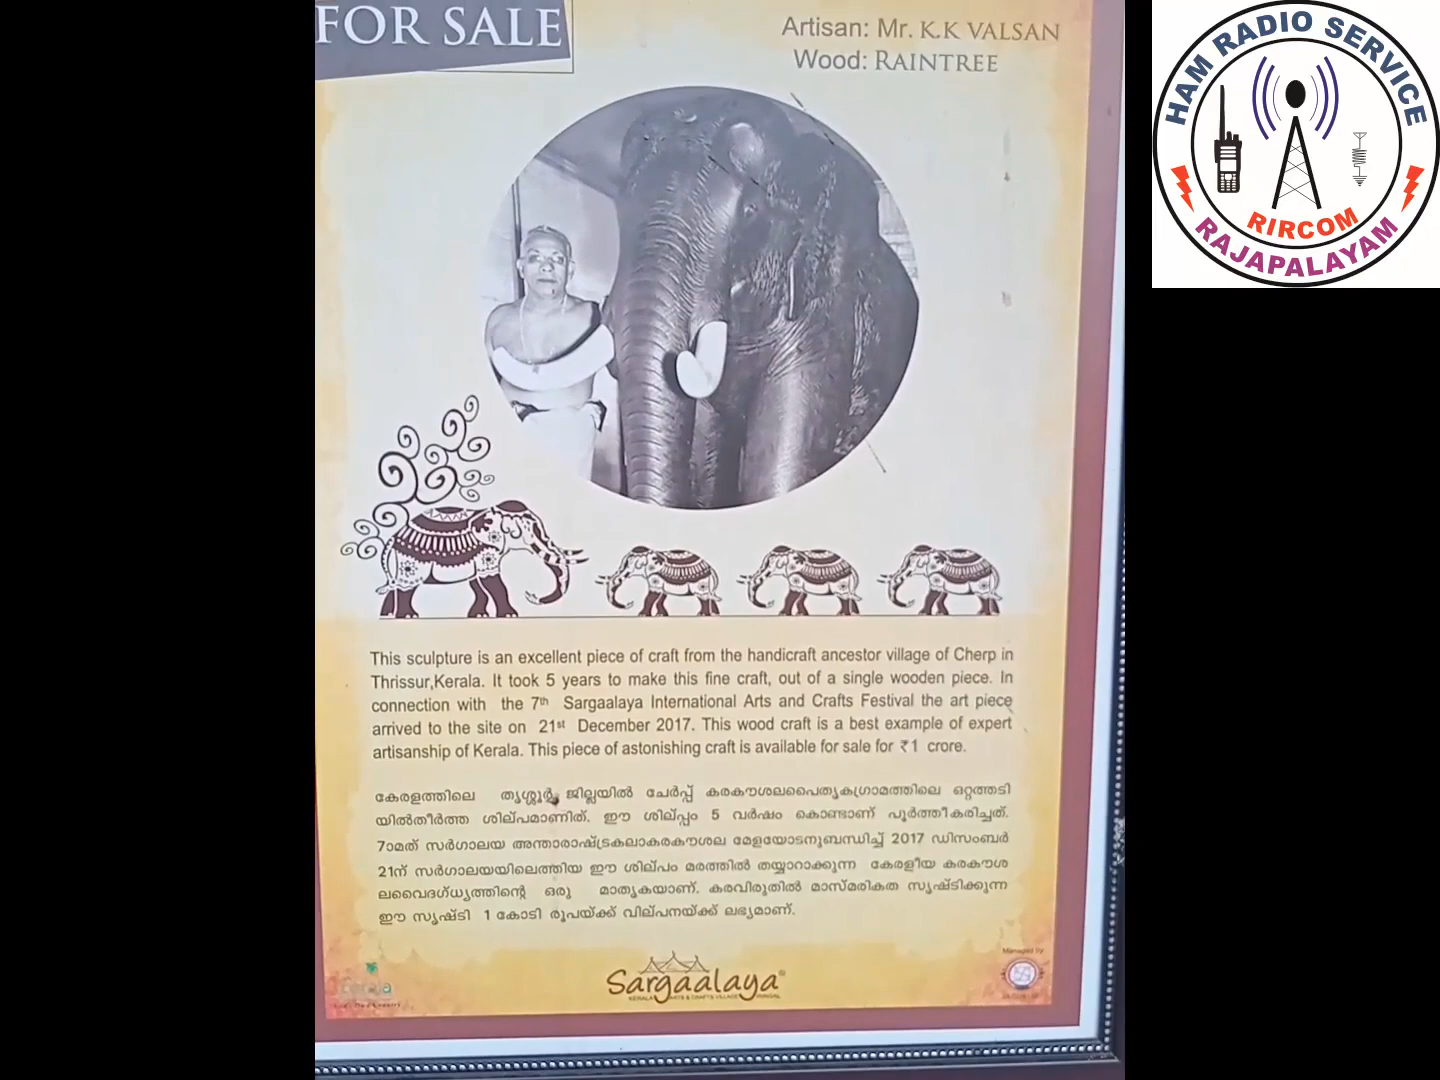 FOR SALE
Artisan: Mr. K.K VALSAN
Wood: RAINTREE
HAM RADIO SERVICE
RIRCOM
RAJAPALAYAM
This sculpture is an excellent piece of craft from the handicraft ancestor village of Cherp in
Thrissur,Kerala. It took 5 years to make this fine craft, out of a single wooden piece. In
connection with the 7th Sargaalaya International Arts and Crafts Festival the art piece
arrived to the site on 21st December 2017. This wood craft is a best example of expert
artisanship of Kerala. This piece of astonishing craft is available for sale for ₹1 crore.
കേരളത്തിലെ തൃശ്ശൂർ ജില്ലയിൽ ചേർപ്പ് കരകൗശലപൈതൃകഗ്രാമത്തിലെ ഒറ്റത്തടി
യിൽതീർത്ത ശില്പമാണിത്. ഈ ശില്പം 5 വർഷം കൊണ്ടാണ് പൂർത്തീകരിച്ചത്.
7ാമത് സർഗാലയ അന്താരാഷ്ട്രകലാകരകൗശല മേളയോടനുബന്ധിച്ച് 2017 ഡിസംബർ
21ന് സർഗാലയയിലെത്തിയ ഈ ശില്പം മരത്തിൽ തയ്യാറാക്കുന്ന കേരളീയ കരകൗശ
ലവൈദഗ്ധ്യത്തിന്റെ ഒരു മാതൃകയാണ്. കരവിരുതിൽ മാസ്മരികത സൃഷ്ടിക്കുന്ന
ഈ സൃഷ്ടി 1 കോടി രൂപയ്ക്ക് വില്പനയ്ക്ക് ലഭ്യമാണ്.
Sargaalaya
KERALA ARTS & CRAFTS VILLAGE
Managed by